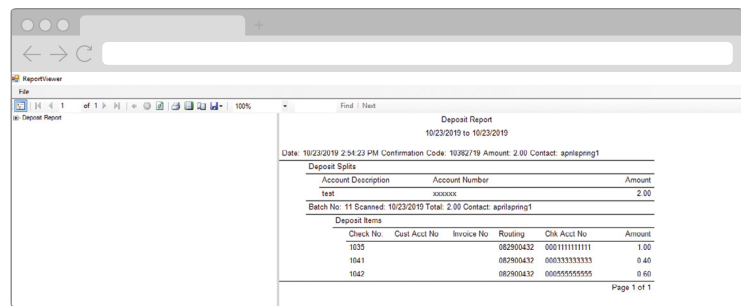 ReportViewer
File
1 of 1 100% Find | Next
Deposit Report
Deposit Report
10/23/2019 to 10/23/2019
Date: 10/23/2019 2:54:23 PM Confirmation Code: 10382719 Amount: 2.00 Contact: aprilspring1
Deposit Splits
Account Description Account Number Amount
test xxxxxx 2.00
Batch No: 11 Scanned: 10/23/2019 Total: 2.00 Contact: aprilspring1
Deposit Items
Check No. Cust Acct No Invoice No Routing Chk Acct No Amount
1035 082900432 0001111111111 1.00
1041 082900432 000333333333 0.40
1042 082900432 000555555555 0.60
Page 1 of 1